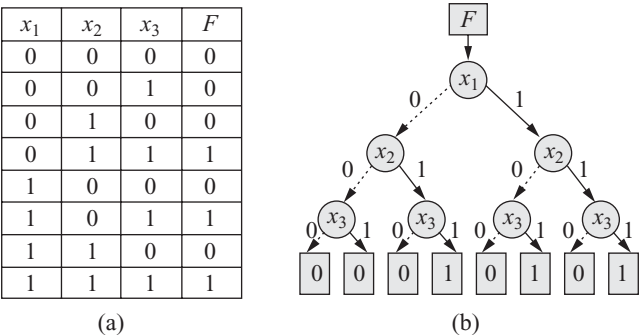 x1 x2 x3 F
0 0 0 0
0 0 1 0
0 1 0 0
0 1 1 1
1 0 0 0
1 0 1 1
1 1 0 0
1 1 1 1
(a)
F
x1
0 1
x2 x2
0 1 0 1
x3 x3 x3 x3
0 1 0 1 0 1 0 1
0 0 0 1 0 1 0 1
(b)